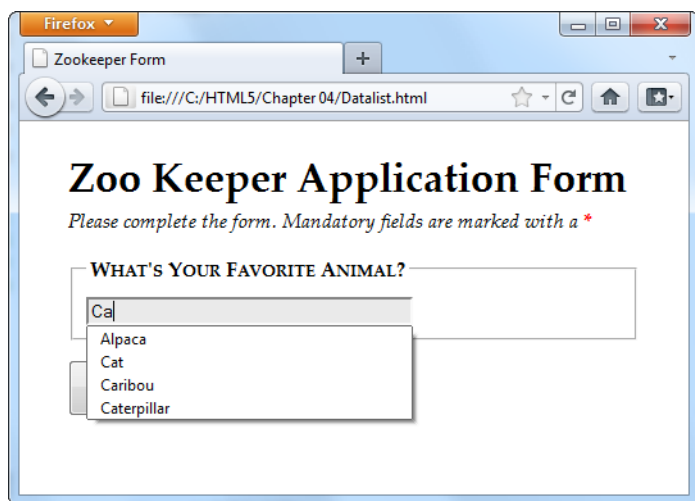 Firefox
Zookeeper Form
file:///C:/HTML5/Chapter 04/Datalist.html
Zoo Keeper Application Form
Please complete the form. Mandatory fields are marked with a *
WHAT'S YOUR FAVORITE ANIMAL?
Ca
Alpaca
Cat
Caribou
Caterpillar